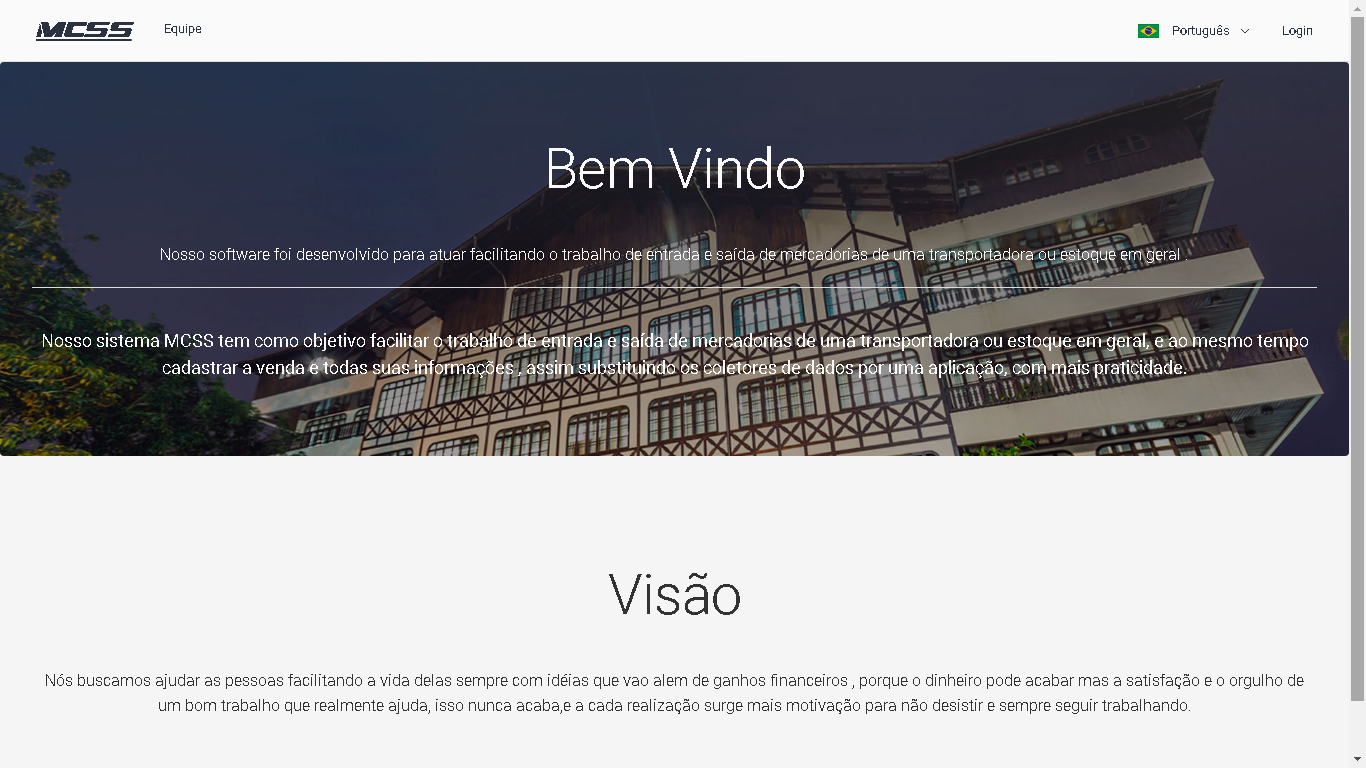 MCSS
Equipe
Português
Login
Bem Vindo
Nosso software foi desenvolvido para atuar facilitando o trabalho de entrada e saída de mercadorias de uma transportadora ou estoque em geral .
Nosso sistema MCSS tem como objetivo facilitar o trabalho de entrada e saída de mercadorias de uma transportadora ou estoque em geral, e ao mesmo tempo
cadastrar a venda e todas suas informações , assim substituindo os coletores de dados por uma aplicação, com mais praticidade.
Visão
Nós buscamos ajudar as pessoas facilitando a vida delas sempre com idéias que vao alem de ganhos financeiros , porque o dinheiro pode acabar mas a satisfação e o orgulho de
um bom trabalho que realmente ajuda, isso nunca acaba,e a cada realização surge mais motivação para não desistir e sempre seguir trabalhando.